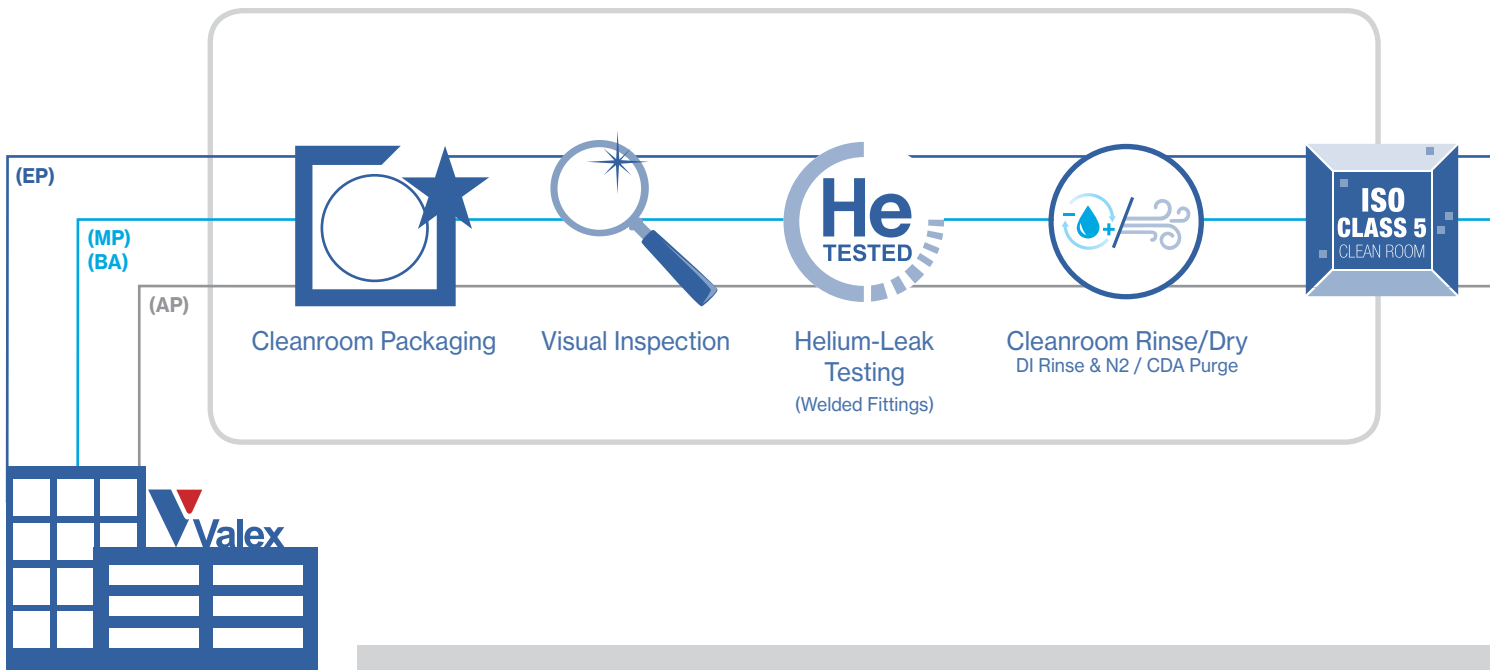 (EP)
(MP)
(BA)
(AP)
Cleanroom Packaging
Visual Inspection
He
TESTED
Helium-Leak
Testing
(Welded Fittings)
Cleanroom Rinse/Dry
DI Rinse & N2 / CDA Purge
ISO
CLASS 5
CLEAN ROOM
Valex